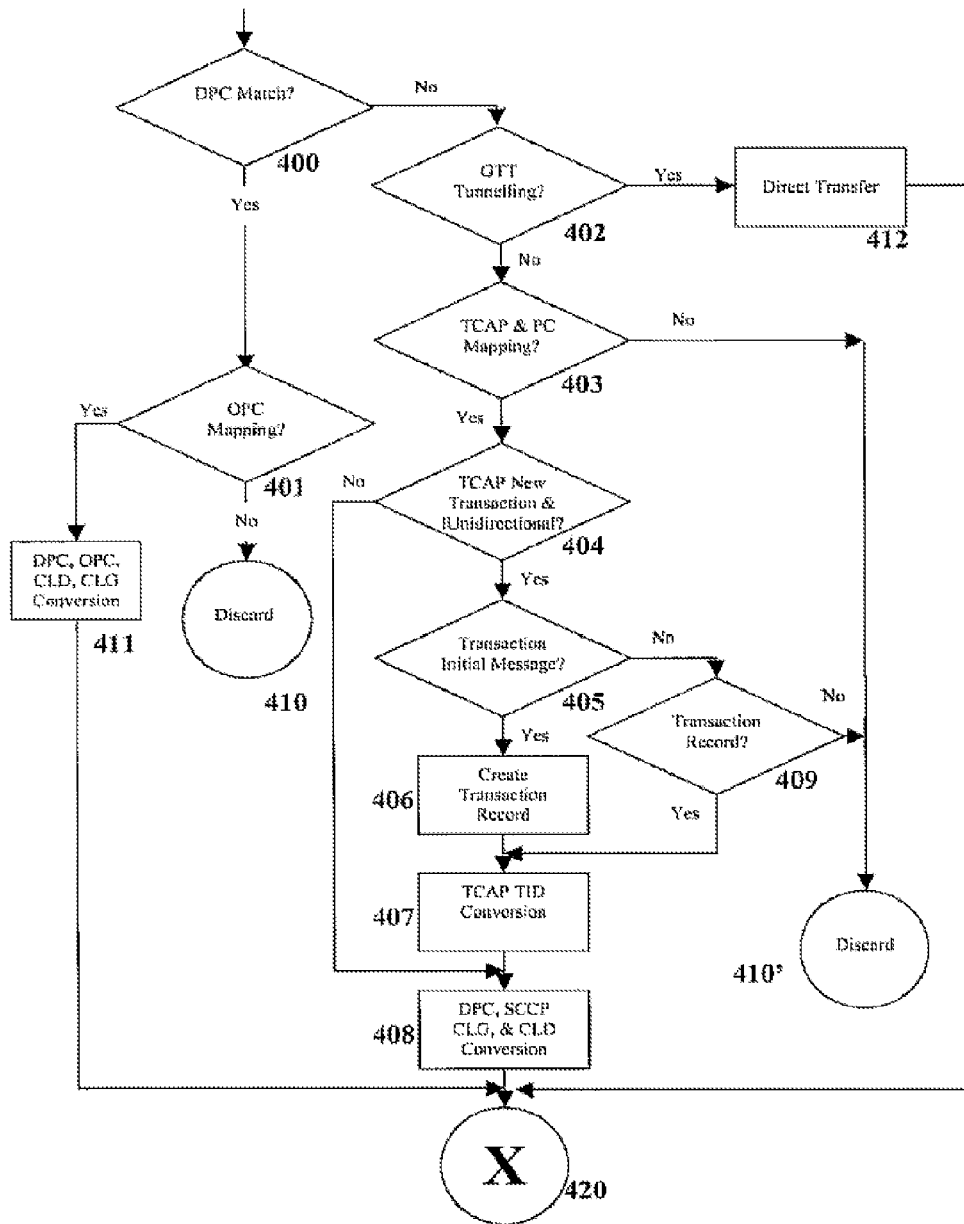 DPC Match?
No
400
GTT
Tunnelling?
Yes
Direct Transfer
402
412
Yes
No
TCAP & PC
Mapping?
No
403
Yes
OPC
Mapping?
Yes
401
No
TCAP New
Transaction &
!Unidirectional?
404
No
DPC, OPC,
CLD, CLG
Conversion
411
Discard
410
Yes
Transaction
Initial Message?
No
405
Transaction
Record?
No
409
Yes
Create
Transaction
Record
406
Yes
TCAP TID
Conversion
407
Discard
410'
DPC, SCCP
CLG, & CLD
Conversion
408
X
420